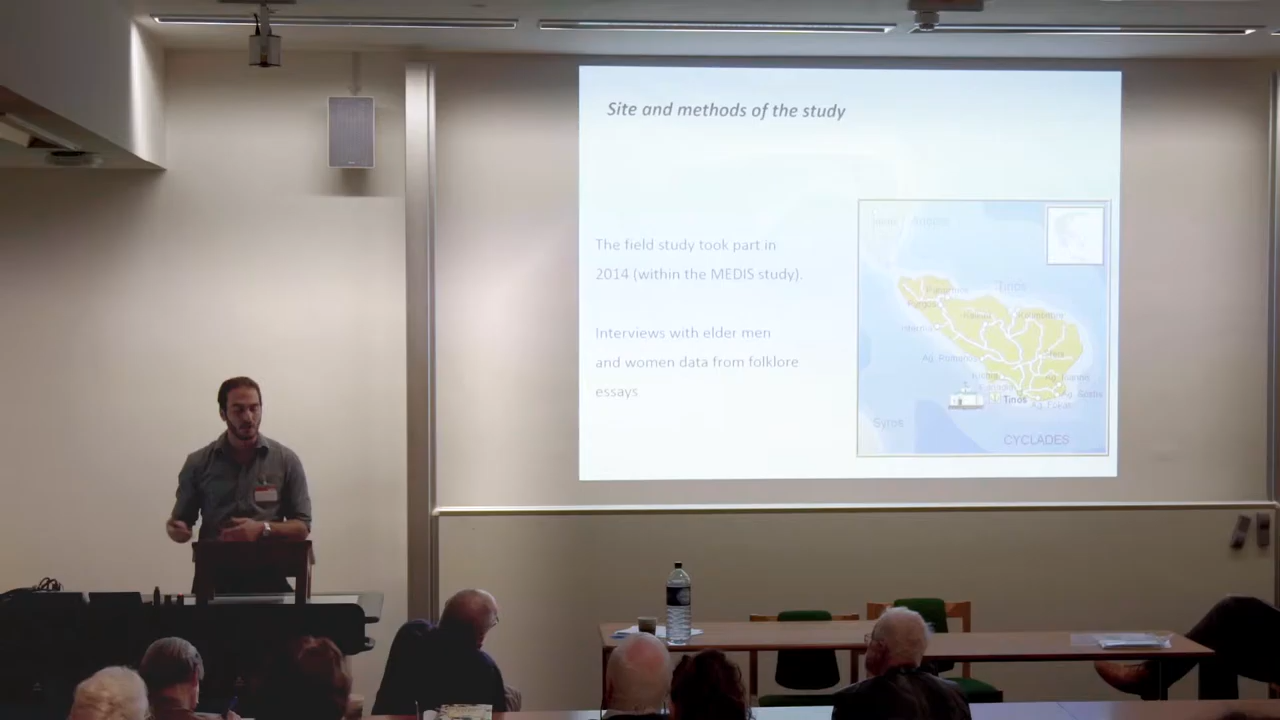 Site and methods of the study
The field study took part in
2014 (within the MEDIS study).
Interviews with elder men
and women data from folklore
essays
Tinos
Tinos
Syros
CYCLADES